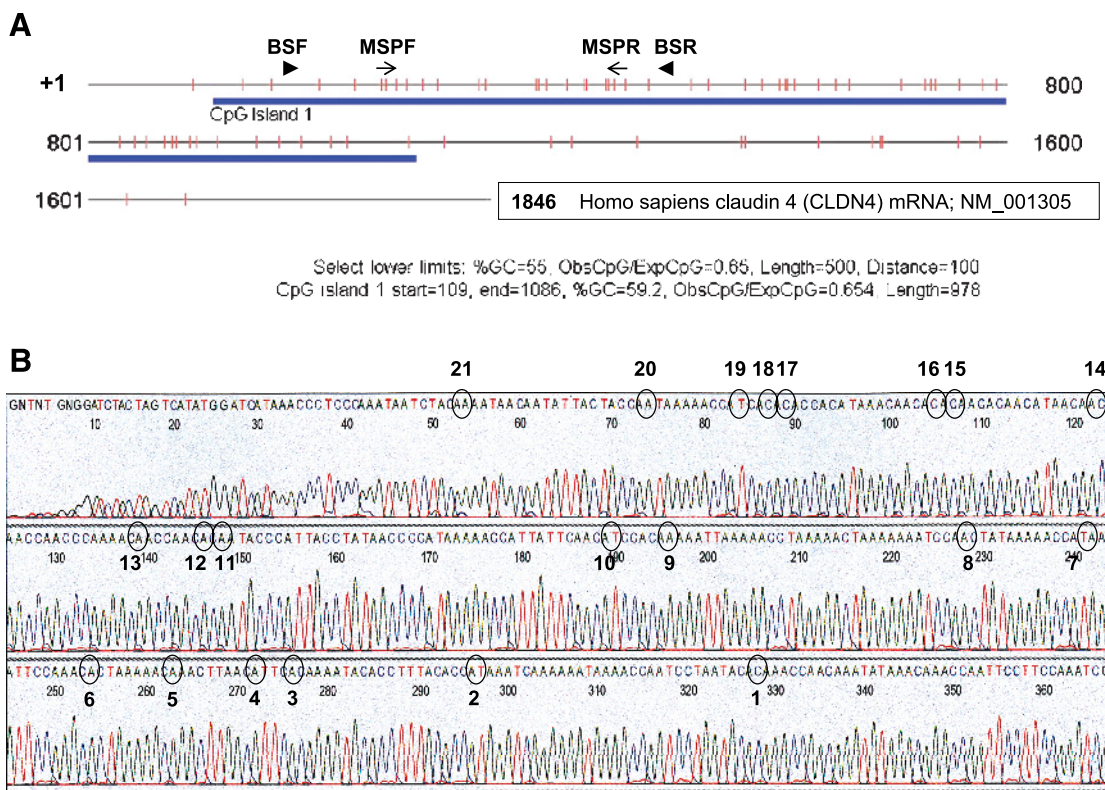 A
BSF MSPF MSPR BSR
+1 800
CpG Island 1
801 1600
1601
1846 Homo sapiens claudin 4 (CLDN4) mRNA; NM_001305
Select lower limits: %GC=55, ObsCpG/ExpCpG=0.65, Length=500, Distance=100
CpG island 1 start=109, end=1086, %GC=59.2, ObsCpG/ExpCpG=0.654, Length=978
B
21 20 19 18 17 16 15 14
GNTNT GNGGATCTACTAGTCATATGGATCATAAACCCTCCCAAATAATCTACAAAATAACAATATTACTACCAATAAAAACCATCACACACCACATAAACAACACACAACACAACATAACAAC
10 20 30 40 50 60 70 80 90 100 110 120
AACCAACCCAAAACAACCAACACAATACCCATTACCTATAACCCATAAAAACCATTATTCAACATCCACAAAAATTAAAAACCTAAAAACTAAAAAAATCCAACTATAAAAACCATAA
130 140 150 160 170 180 190 200 210 220 230 240
13 12 11 10 9 8 7
ATTCCAAACACTAAAAACAAACTTAACATTCACAAAATACACCTTTACACCATAAATCAAAAATAAAACCAATCCTAATACACAAACCAACAAATATAAACAAACCAATTCCTTCCAAATCC
250 260 270 280 290 300 310 320 330 340 350 360
6 5 4 3 2 1